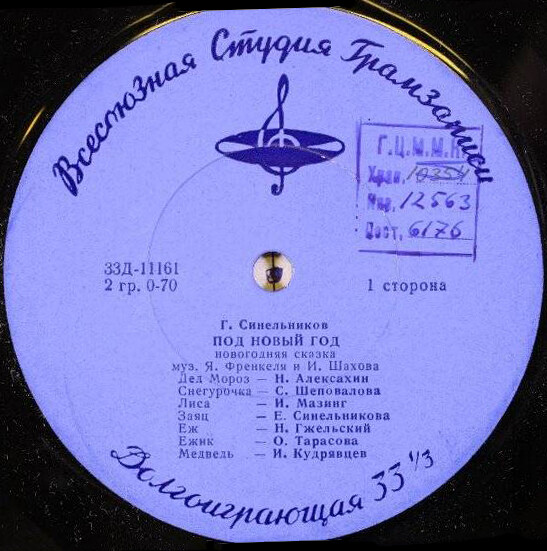 Всесоюзная Студия Грамзаписи
Г.Ц.М.М.К.
Хран. 10354
Инв. 12563
Пост. 6176
33Д-11161
2 гр. 0-70
1 сторона
Г. Синельников
ПОД НОВЫЙ ГОД
новогодняя сказка
муз. Я. Френкеля и И. Шахова
Дед Мороз — Н. Алексахин
Снегурочка — С. Шеповалова
Лиса — И. Мазинг
Заяц — Е. Синельникова
Еж — Н. Гжельский
Ежик — О. Тарасова
Медведь — И. Кудрявцев
Долгоиграющая 33 1/3